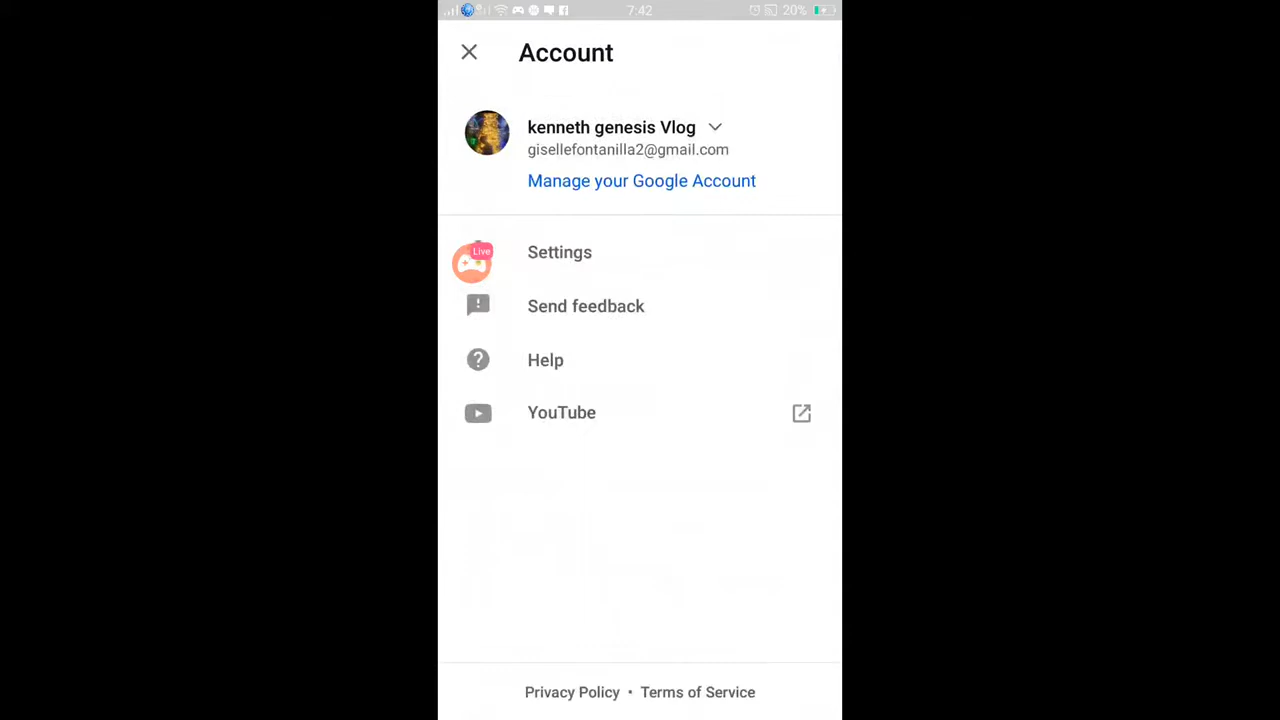 7:42
20%
Account
kenneth genesis Vlog
gisellefontanilla2@gmail.com
Manage your Google Account
Live
Settings
Send feedback
Help
YouTube
Privacy Policy • Terms of Service